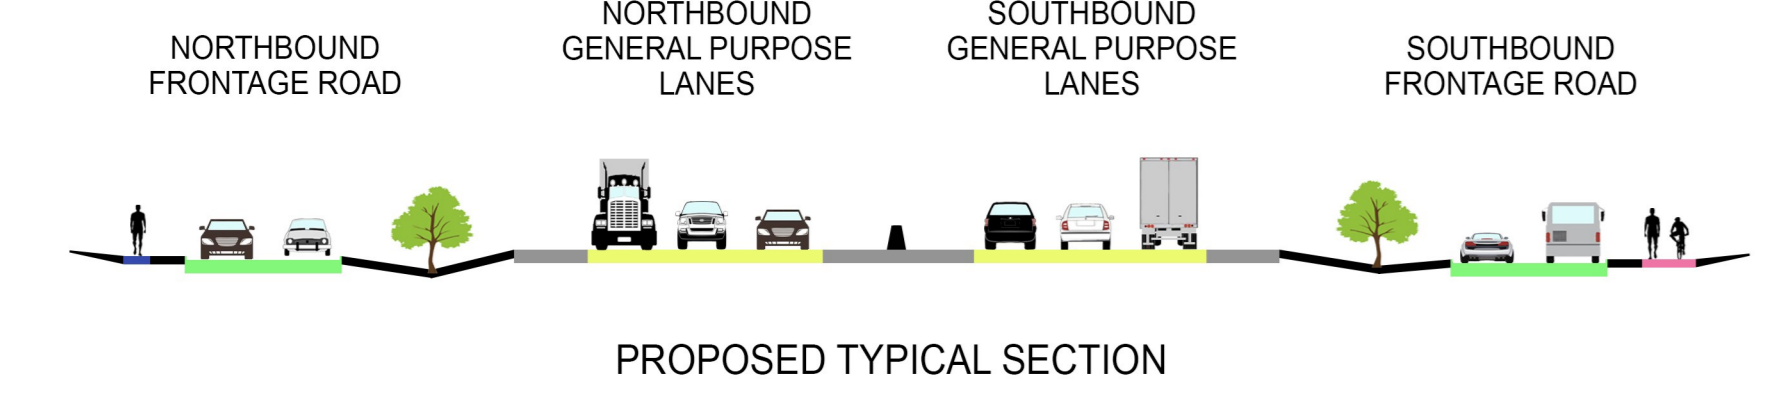 NORTHBOUND
FRONTAGE ROAD
NORTHBOUND
GENERAL PURPOSE
LANES
SOUTHBOUND
GENERAL PURPOSE
LANES
SOUTHBOUND
FRONTAGE ROAD
PROPOSED TYPICAL SECTION